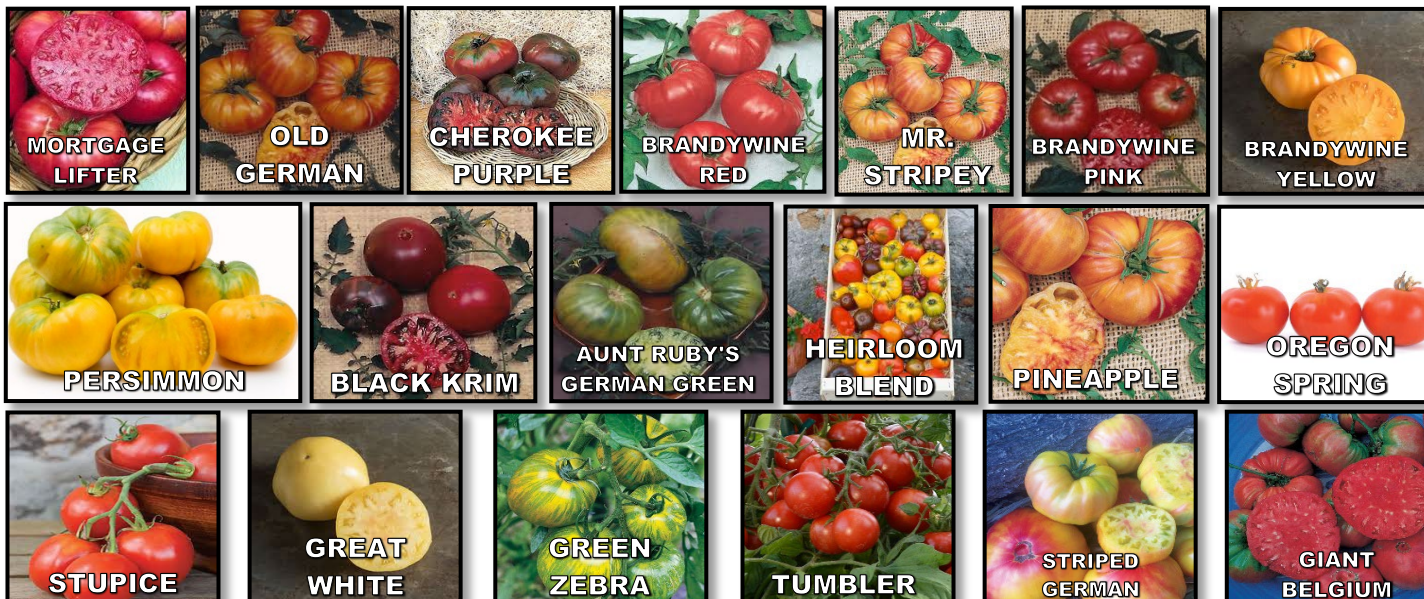 MORTGAGE
LIFTER
OLD
GERMAN
CHEROKEE
PURPLE
BRANDYWINE
RED
MR.
STRIPEY
BRANDYWINE
PINK
BRANDYWINE
YELLOW
PERSIMMON
BLACK KRIM
AUNT RUBY'S
GERMAN GREEN
HEIRLOOM
BLEND
PINEAPPLE
OREGON
SPRING
STUPICE
GREAT
WHITE
GREEN
ZEBRA
TUMBLER
STRIPED
GERMAN
GIANT
BELGIUM